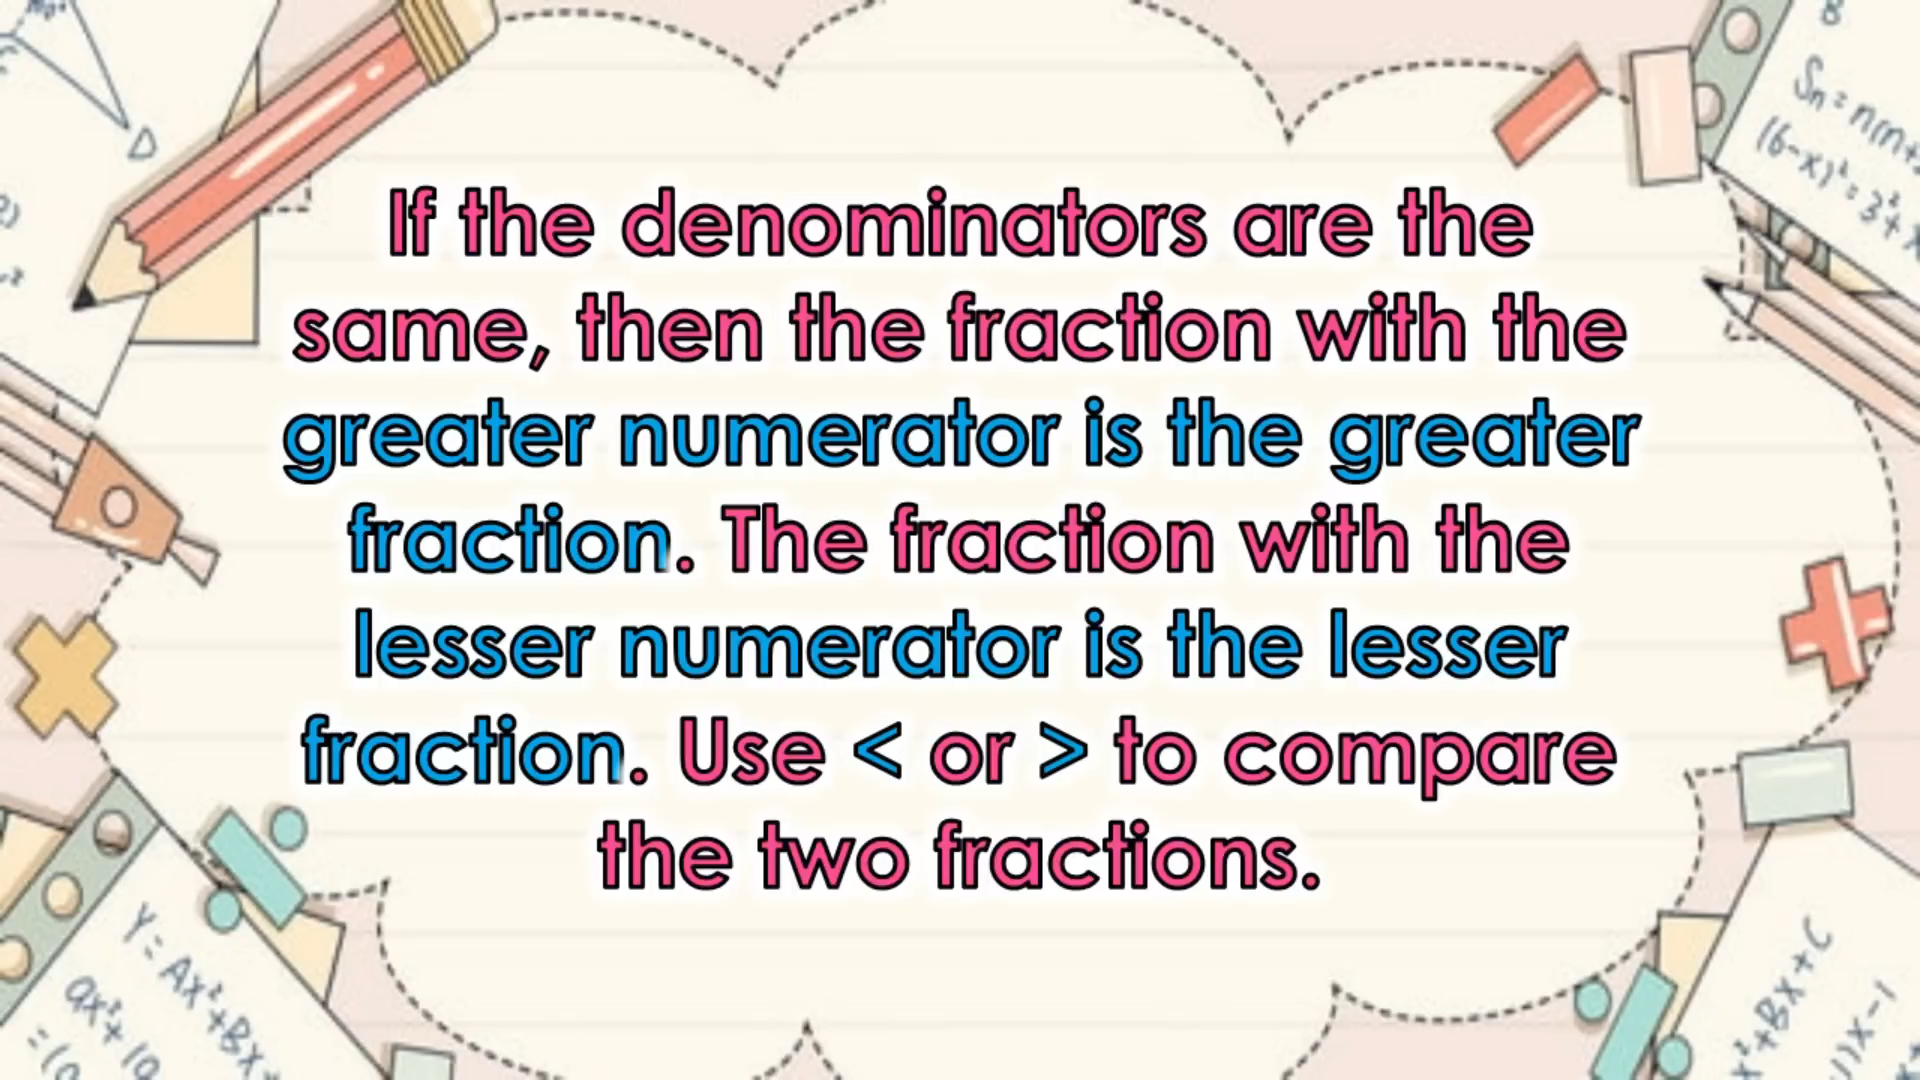 If the denominators are the
same, then the fraction with the
greater numerator is the greater
fraction. The fraction with the
lesser numerator is the lesser
fraction. Use < or > to compare
the two fractions.